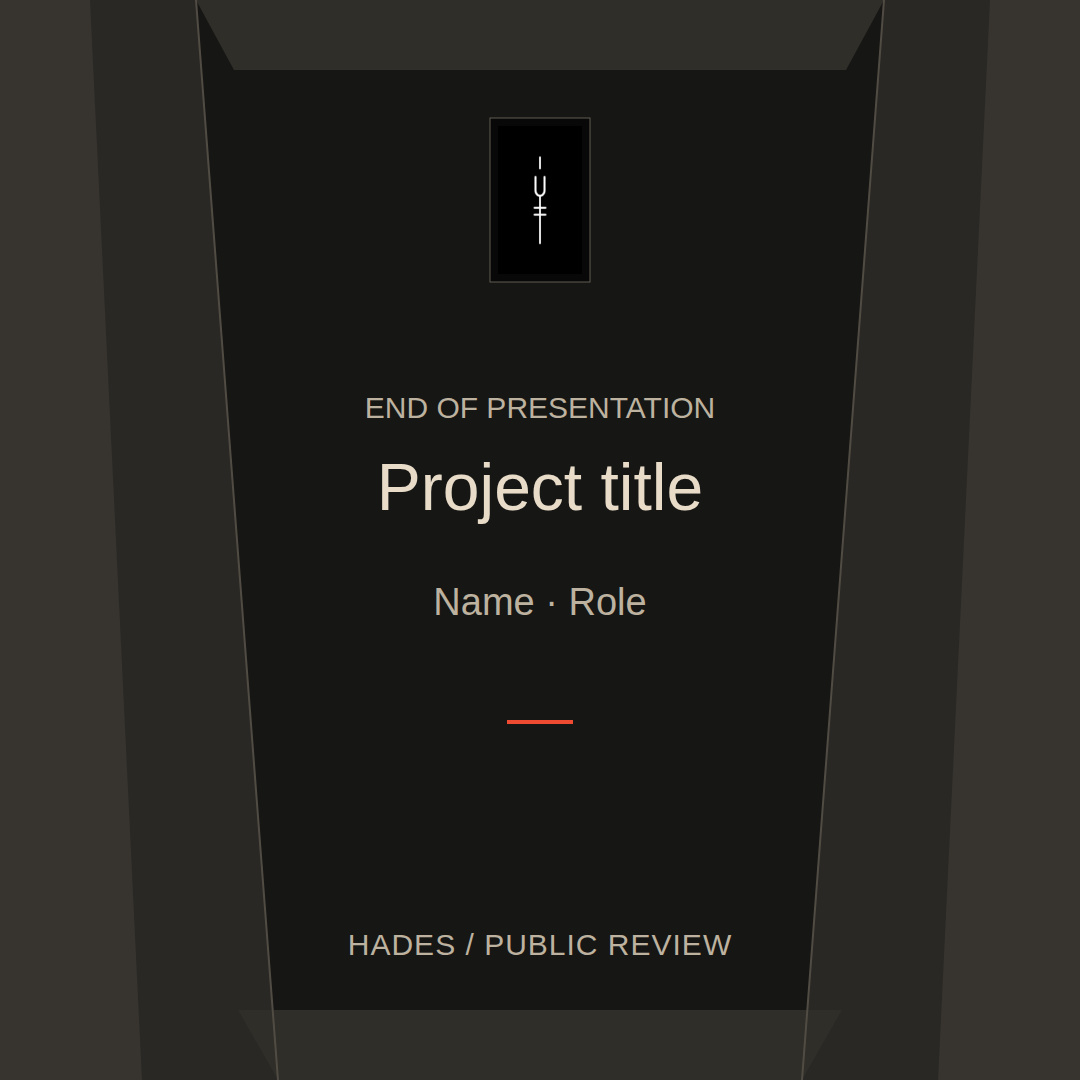 END OF PRESENTATION
Project title
Name · Role
HADES / PUBLIC REVIEW